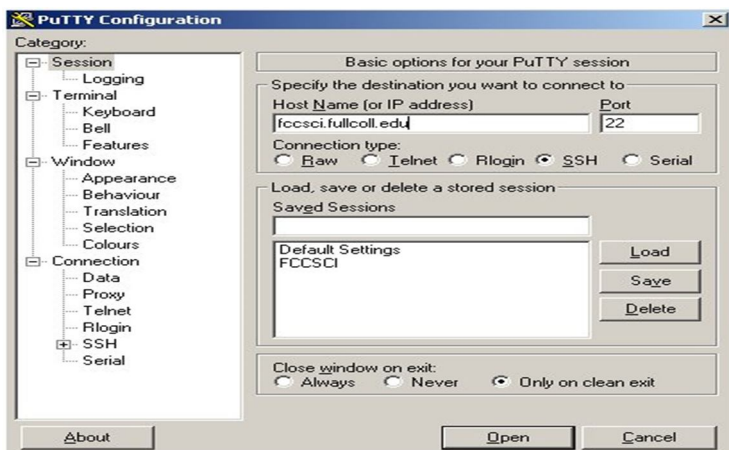 PuTTY Configuration
Category:
Session
Logging
Terminal
Keyboard
Bell
Features
Window
Appearance
Behaviour
Translation
Selection
Colours
Connection
Data
Proxy
Telnet
Rlogin
SSH
Serial
Basic options for your PuTTY session
Specify the destination you want to connect to
Host Name (or IP address) Port
fccsci.fullcoll.edu 22
Connection type:
Raw Telnet Rlogin SSH Serial
Load, save or delete a stored session
Saved Sessions
Default Settings
FCCSCI
Load
Save
Delete
Close window on exit:
Always Never Only on clean exit
About Open Cancel